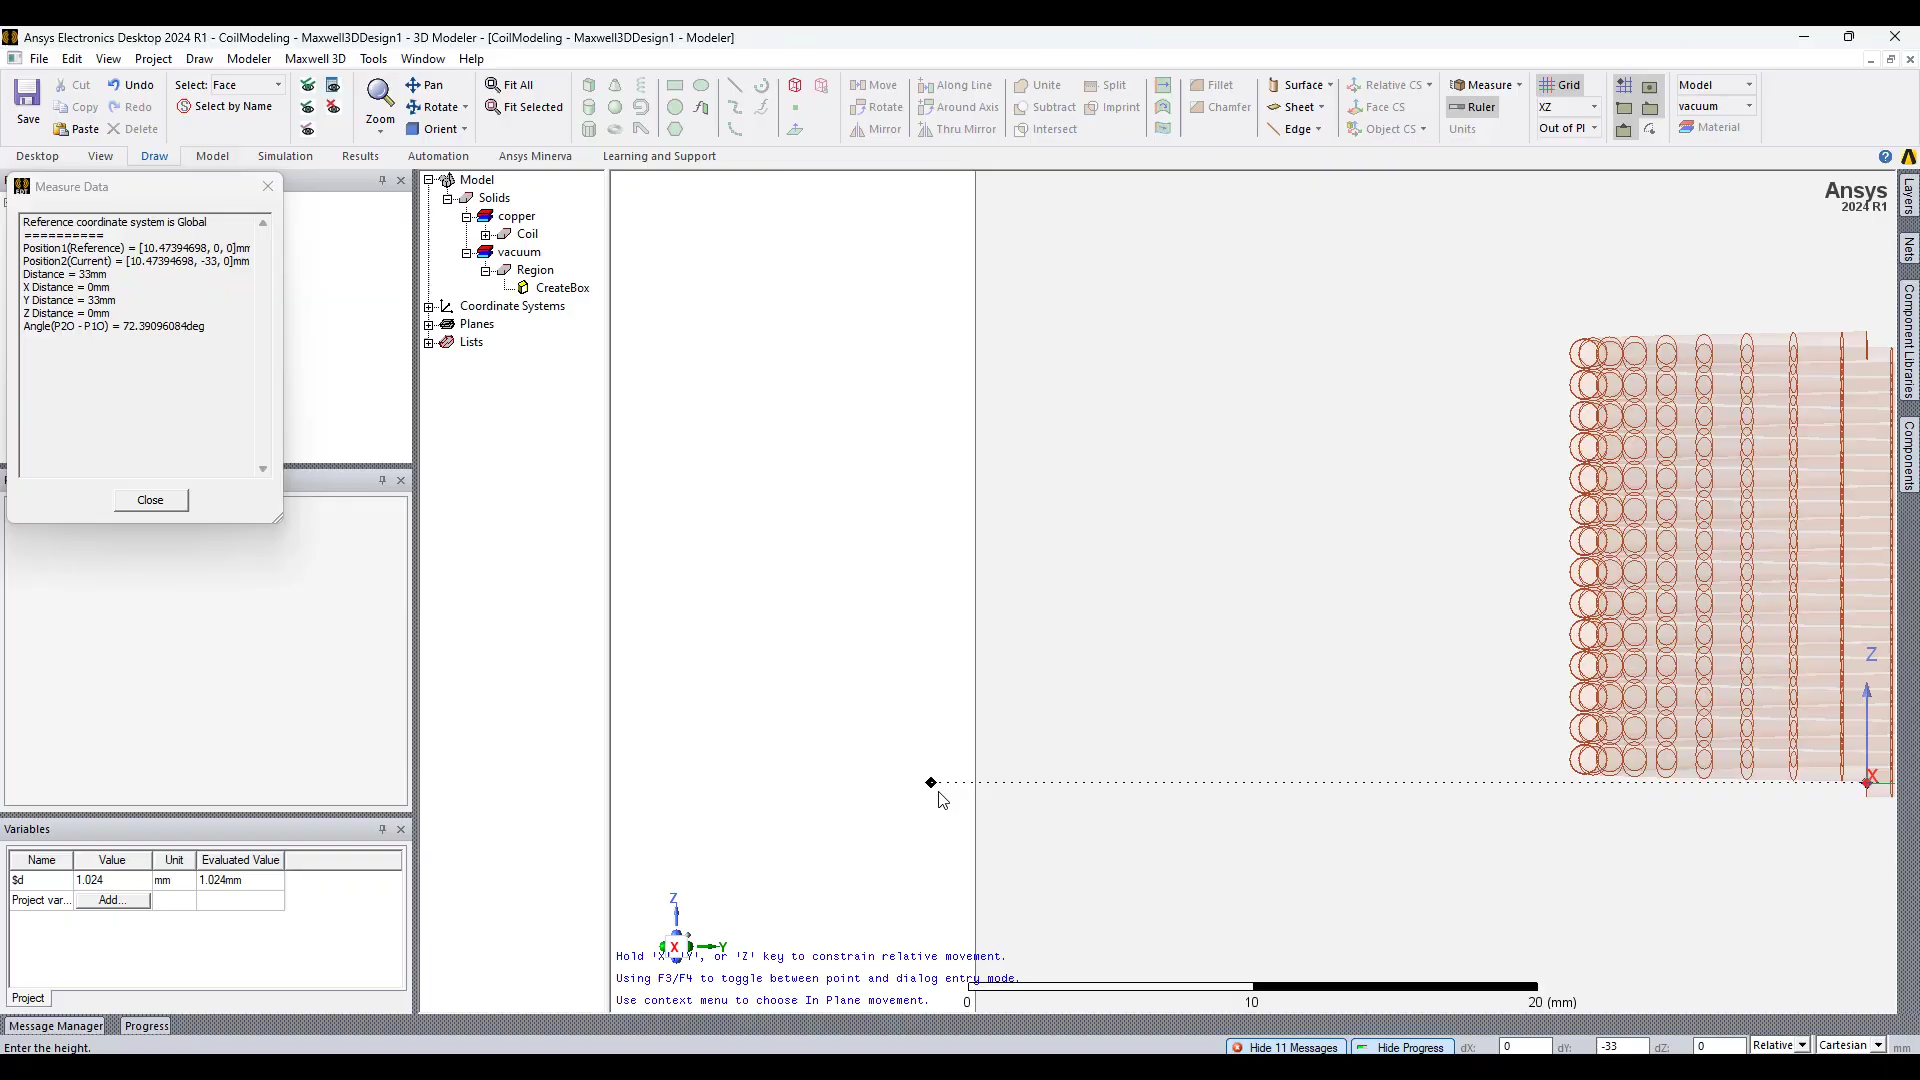 Ansys Electronics Desktop 2024 R1 - CoilModeling - Maxwell3DDesign1 - 3D Modeler - [CoilModeling - Maxwell3DDesign1 - Modeler]
File Edit View Project Draw Modeler Maxwell 3D Tools Window Help
Save
Cut
Copy
Paste
Undo
Redo
Delete
Select: Face
Select by Name
Zoom
Pan
Rotate
Orient
Fit All
Fit Selected
Move
Rotate
Mirror
Along Line
Around Axis
Thru Mirror
Unite
Subtract
Intersect
Split
Imprint
Fillet
Chamfer
Surface
Sheet
Edge
Relative CS
Face CS
Object CS
Measure
Ruler
Units
Grid
XZ
Out of Pl
Model
vacuum
Material
Desktop View Draw Model Simulation Results Automation Ansys Minerva Learning and Support
Measure Data
Reference coordinate system is Global
==========
Position1(Reference) = [10.47394698, 0, 0]mm
Position2(Current) = [10.47394698, -33, 0]mm
Distance = 33mm
X Distance = 0mm
Y Distance = 33mm
Z Distance = 0mm
Angle(P2O - P1O) = 72.39096084deg
Close
Model
Solids
copper
Coil
vacuum
Region
CreateBox
Coordinate Systems
Planes
Lists
Ansys
2024 R1
Layers
Nets
Component Libraries
Components
Z
X
Z
X
Y
Hold 'X', 'Y', or 'Z' key to constrain relative movement.
Using F3/F4 to toggle between point and dialog entry mode.
Use context menu to choose In Plane movement.
0 10 20 (mm)
Variables
Name Value Unit Evaluated Value
$d 1.024 mm 1.024mm
Project var... Add...
Project
Message Manager Progress
Enter the height.
Hide 11 Messages Hide Progress dX: 0 dY: -33 dZ: 0 Relative Cartesian mm